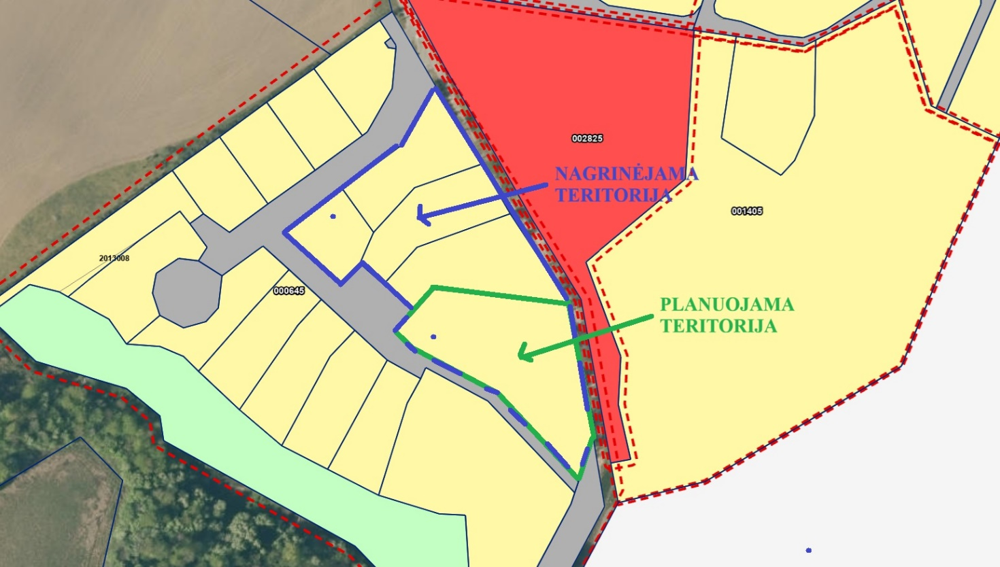 002825
NAGRINĖJAMA
TERITORIJA
001405
2013008
000645
PLANUOJAMA
TERITORIJA